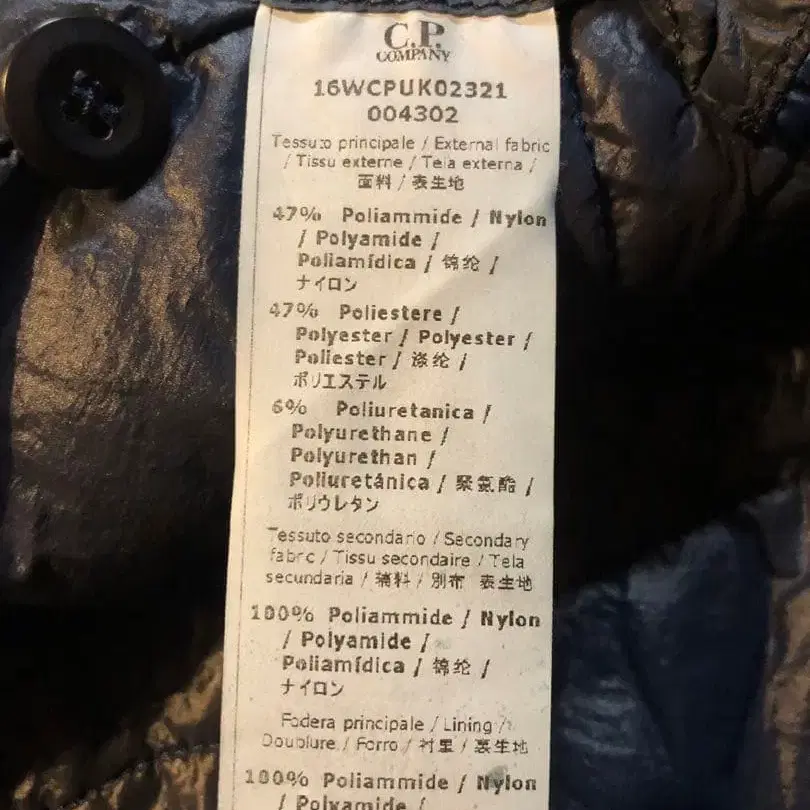 C.P.
COMPANY
16WCPUK02321
004302
Tessuto principale / External fabric
/ Tissu externe / Tela externa /
面料 / 表生地
47% Poliammide / Nylon
/ Polyamide /
Poliamídica / 锦纶 /
ナイロン
47% Poliestere /
Polyester / Polyester /
Poliester / 涤纶 /
ポリエステル
6% Poliuretanica /
Polyurethane /
Polyurethan /
Poliuretánica / 聚氨酯 /
ポリウレタン
Tessuto secondario / Secondary
fabric / Tissu secondaire / Tela
secundaria / 辅料 / 別布 表生地
100% Poliammide / Nylon
/ Polyamide /
Poliamídica / 锦纶 /
ナイロン
Fodera principale / Lining /
Doublure / Forro / 衬里 / 裏生地
100% Poliammide / Nylon
/ Polyamide /